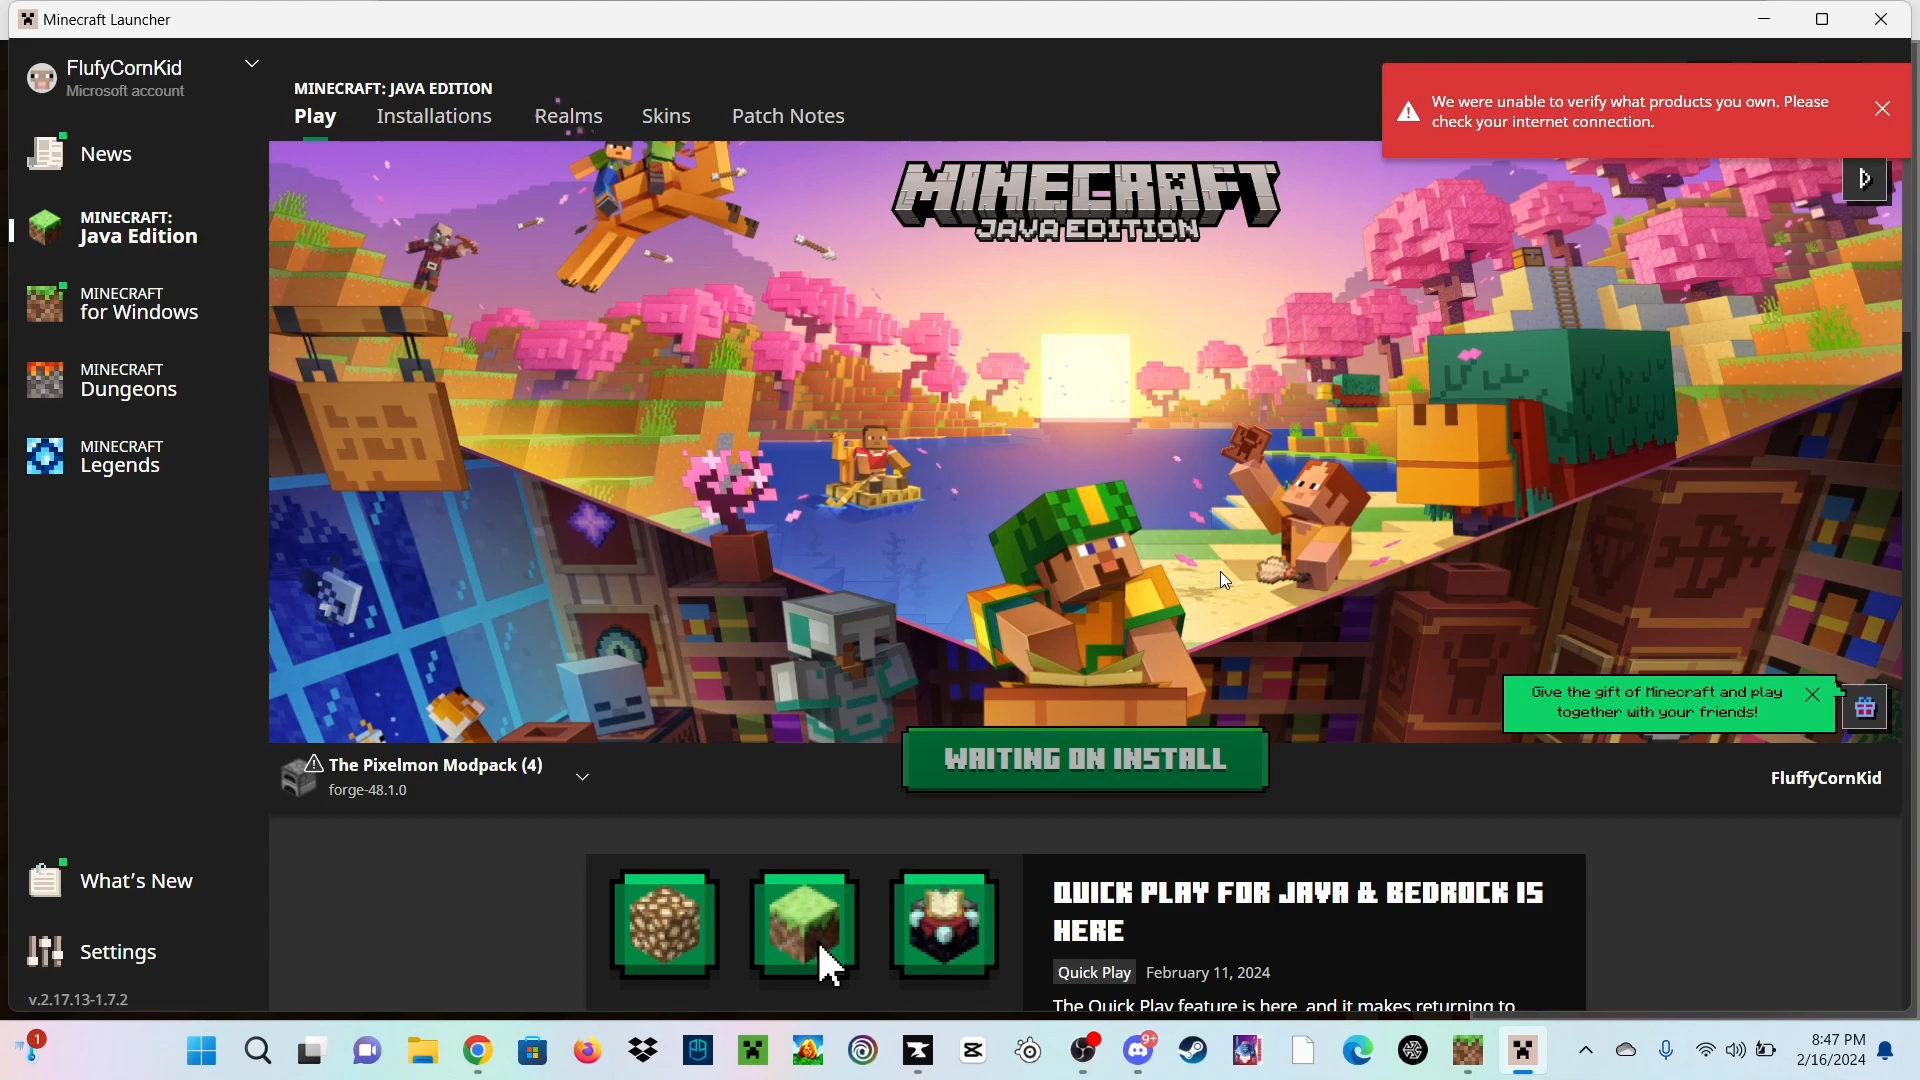 Minecraft Launcher
FlufyCornKid
Microsoft account
News
MINECRAFT:
Java Edition
MINECRAFT
for Windows
MINECRAFT
Dungeons
MINECRAFT
Legends
What's New
Settings
v.2.17.13-1.7.2
MINECRAFT: JAVA EDITION
Play Installations Realms Skins Patch Notes
We were unable to verify what products you own. Please
check your internet connection.
MINECRAFT
JAVA EDITION
Give the gift of Minecraft and play
together with your friends!
The Pixelmon Modpack (4)
forge-48.1.0
WAITING ON INSTALL
FluffyCornKid
QUICK PLAY FOR JAVA & BEDROCK IS
HERE
Quick Play February 11, 2024
The Quick Play feature is here, and it makes returning to
1
9+
8:47 PM
2/16/2024